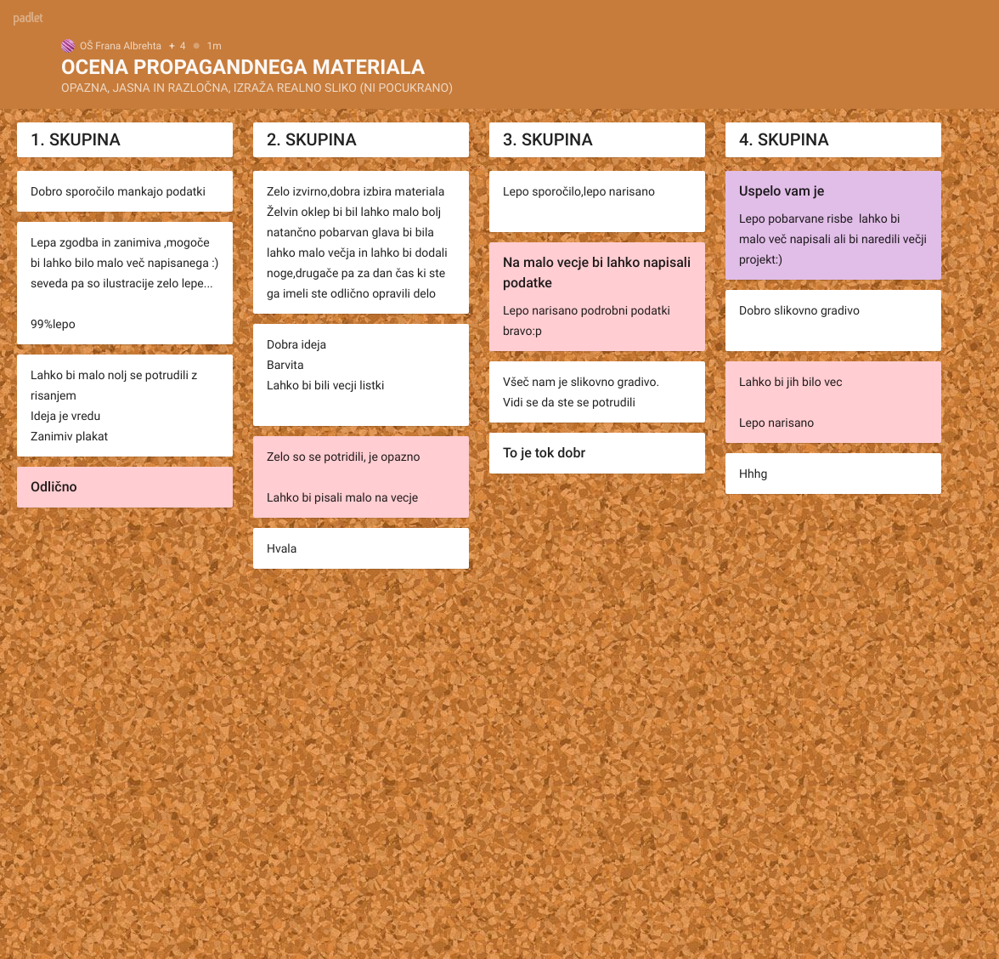 padlet
OŠ Frana Albrehta + 4 1m
OCENA PROPAGANDNEGA MATERIALA
OPAZNA, JASNA IN RAZLOČNA, IZRAŽA REALNO SLIKO (NI POCUKRANO)
1. SKUPINA
Dobro sporočilo mankajo podatki
Lepa zgodba in zanimiva ,mogoče
bi lahko bilo malo več napisanega :)
seveda pa so ilustracije zelo lepe...
99%lepo
Lahko bi malo nolj se potrudili z
risanjem
Ideja je vredu
Zanimiv plakat
Odlično
2. SKUPINA
Zelo izvirno,dobra izbira materiala
Želvin oklep bi bil lahko malo bolj
natančno pobarvan glava bi bila
lahko malo večja in lahko bi dodali
noge,drugače pa za dan čas ki ste
ga imeli ste odlično opravili delo
Dobra ideja
Barvita
Lahko bi bili vecji listki
Zelo so se potridili, je opazno
Lahko bi pisali malo na vecje
Hvala
3. SKUPINA
Lepo sporočilo,lepo narisano
Na malo vecje bi lahko napisali
podatke
Lepo narisano podrobni podatki
bravo:p
Všeč nam je slikovno gradivo.
Vidi se da ste se potrudili
To je tok dobr
4. SKUPINA
Uspelo vam je
Lepo pobarvane risbe  lahko bi
malo več napisali ali bi naredili večji
projekt:)
Dobro slikovno gradivo
Lahko bi jih bilo vec
Lepo narisano
Hhhg